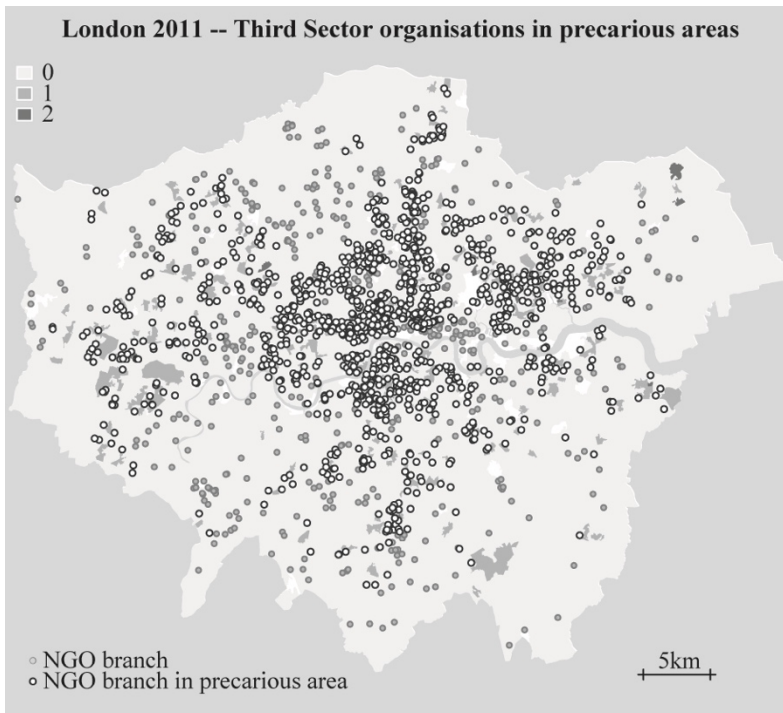 London 2011 -- Third Sector organisations in precarious areas
0
1
2
NGO branch
NGO branch in precarious area
5km